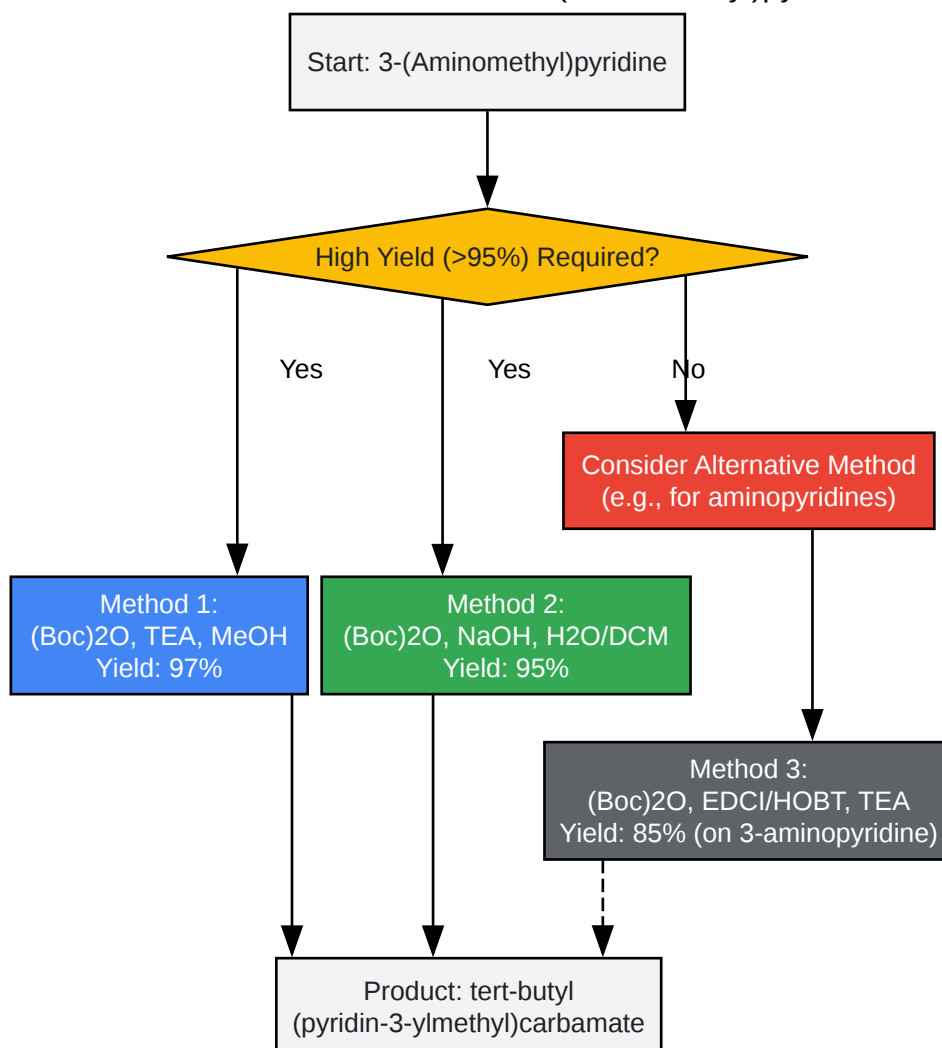 Start: 3-(Aminomethyl)pyridine
High Yield (>95%) Required?
Yes
Yes
No
Consider Alternative Method
(e.g., for aminopyridines)
Method 1:
(Boc)2O, TEA, MeOH
Yield: 97%
Method 2:
(Boc)2O, NaOH, H2O/DCM
Yield: 95%
Method 3:
(Boc)2O, EDCI/HOBT, TEA
Yield: 85% (on 3-aminopyridine)
Product: tert-butyl
(pyridin-3-ylmethyl)carbamate